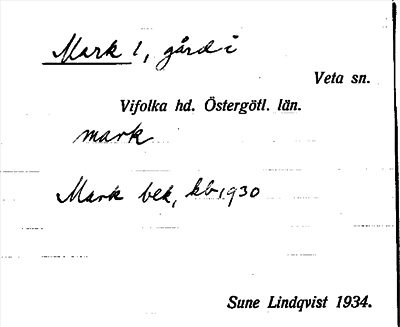 Mark 1, gård i
Veta sn.
Vifolka hd. Östergötl. län.
mark
Mark bek, kb 1930
Sune Lindqvist 1934.